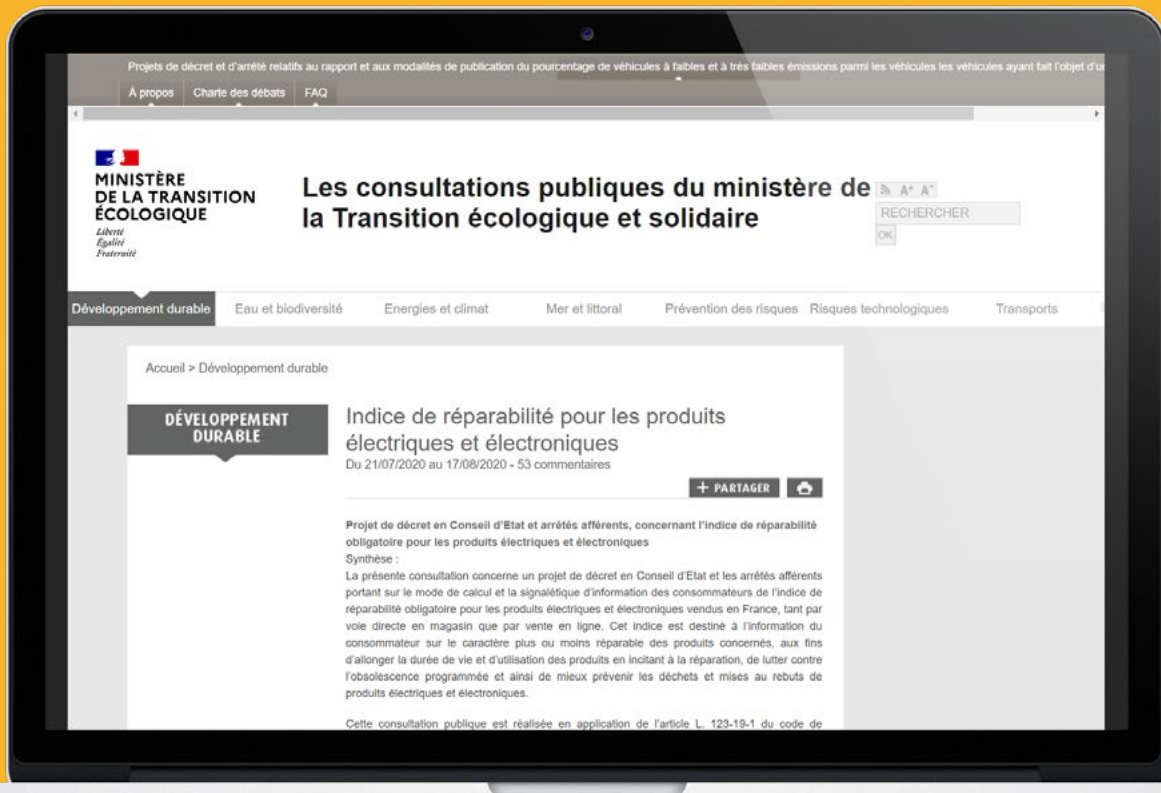 Projets de décret et d'arrêté relatifs au rapport et aux modalités de publication du pourcentage de véhicules à faibles et à très faibles émissions parmi les véhicules les véhicules ayant fait l'objet d'u
À propos Charte des débats FAQ
MINISTÈRE
DE LA TRANSITION
ÉCOLOGIQUE
Liberté
Égalité
Fraternité
Les consultations publiques du ministère de
la Transition écologique et solidaire
A+ A-
RECHERCHER
OK
Développement durable Eau et biodiversité Energies et climat Mer et littoral Prévention des risques Risques technologiques Transports
Accueil > Développement durable
DÉVELOPPEMENT
DURABLE
Indice de réparabilité pour les produits
électriques et électroniques
Du 21/07/2020 au 17/08/2020 - 53 commentaires
+ PARTAGER
Projet de décret en Conseil d'Etat et arrêtés afférents, concernant l'indice de réparabilité
obligatoire pour les produits électriques et électroniques
Synthèse :
La présente consultation concerne un projet de décret en Conseil d'Etat et les arrêtés afférents
portant sur le mode de calcul et la signalétique d'information des consommateurs de l'indice de
réparabilité obligatoire pour les produits électriques et électroniques vendus en France, tant par
voie directe en magasin que par vente en ligne. Cet indice est destiné à l'information du
consommateur sur le caractère plus ou moins réparable des produits concernés, aux fins
d'allonger la durée de vie et d'utilisation des produits en incitant à la réparation, de lutter contre
l'obsolescence programmée et ainsi de mieux prévenir les déchets et mises au rebuts de
produits électriques et électroniques.
Cette consultation publique est réalisée en application de l'article L. 123-19-1 du code de